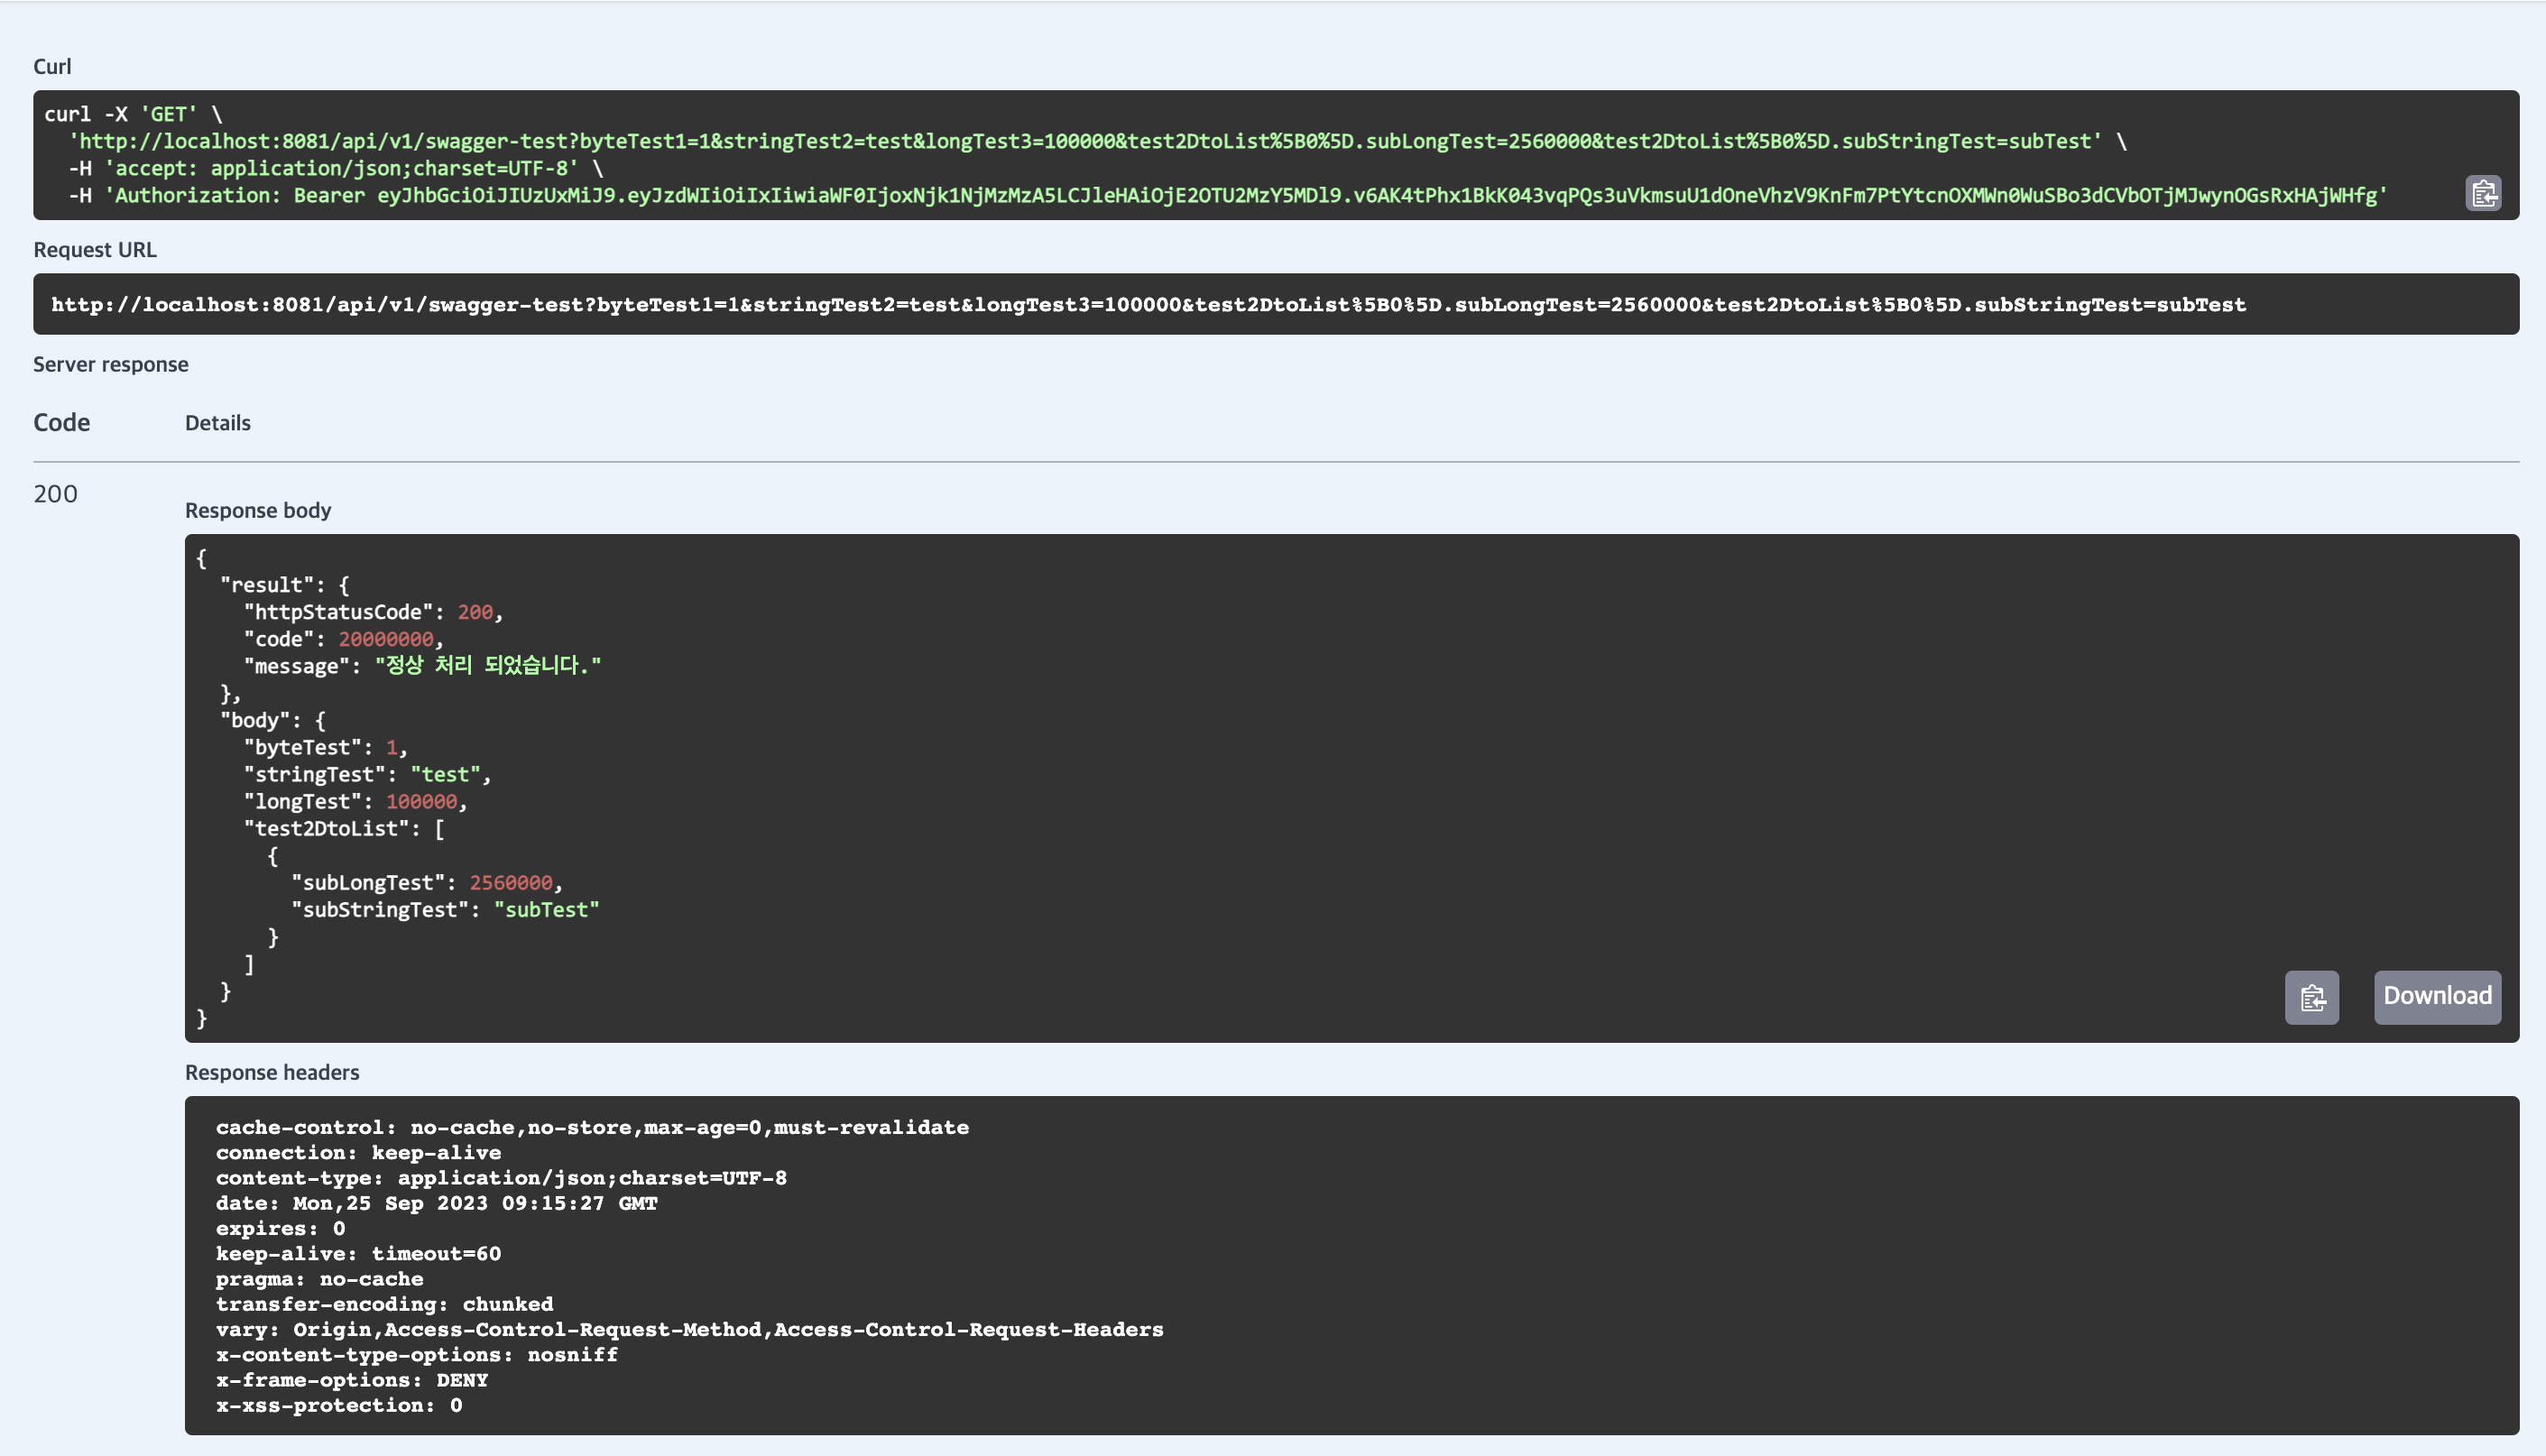 Curl
curl -X 'GET' \
  'http://localhost:8081/api/v1/swagger-test?byteTest1=1&stringTest2=test&longTest3=100000&test2DtoList%5B0%5D.subLongTest=2560000&test2DtoList%5B0%5D.subStringTest=subTest' \
  -H 'accept: application/json;charset=UTF-8' \
  -H 'Authorization: Bearer eyJhbGciOiJIUzUxMiJ9.eyJzdWIiOiIxIiwiaWF0IjoxNjk1NjMzMzA5LCJleHAiOjE2OTU2MzY5MDl9.v6AK4tPhx1BkK043vqPQs3uVkmsuU1dOneVhzV9KnFm7PtYtcnOXMWn0WuSBo3dCVbOTjMJwynOGsRxHAjWHfg'
Request URL
http://localhost:8081/api/v1/swagger-test?byteTest1=1&stringTest2=test&longTest3=100000&test2DtoList%5B0%5D.subLongTest=2560000&test2DtoList%5B0%5D.subStringTest=subTest
Server response
Code Details
200
Response body
{
  "result": {
    "httpStatusCode": 200,
    "code": 20000000,
    "message": "정상 처리 되었습니다."
  },
  "body": {
    "byteTest": 1,
    "stringTest": "test",
    "longTest": 100000,
    "test2DtoList": [
      {
        "subLongTest": 2560000,
        "subStringTest": "subTest"
      }
    ]
  }
}
Download
Response headers
cache-control: no-cache,no-store,max-age=0,must-revalidate
connection: keep-alive
content-type: application/json;charset=UTF-8
date: Mon,25 Sep 2023 09:15:27 GMT
expires: 0
keep-alive: timeout=60
pragma: no-cache
transfer-encoding: chunked
vary: Origin,Access-Control-Request-Method,Access-Control-Request-Headers
x-content-type-options: nosniff
x-frame-options: DENY
x-xss-protection: 0